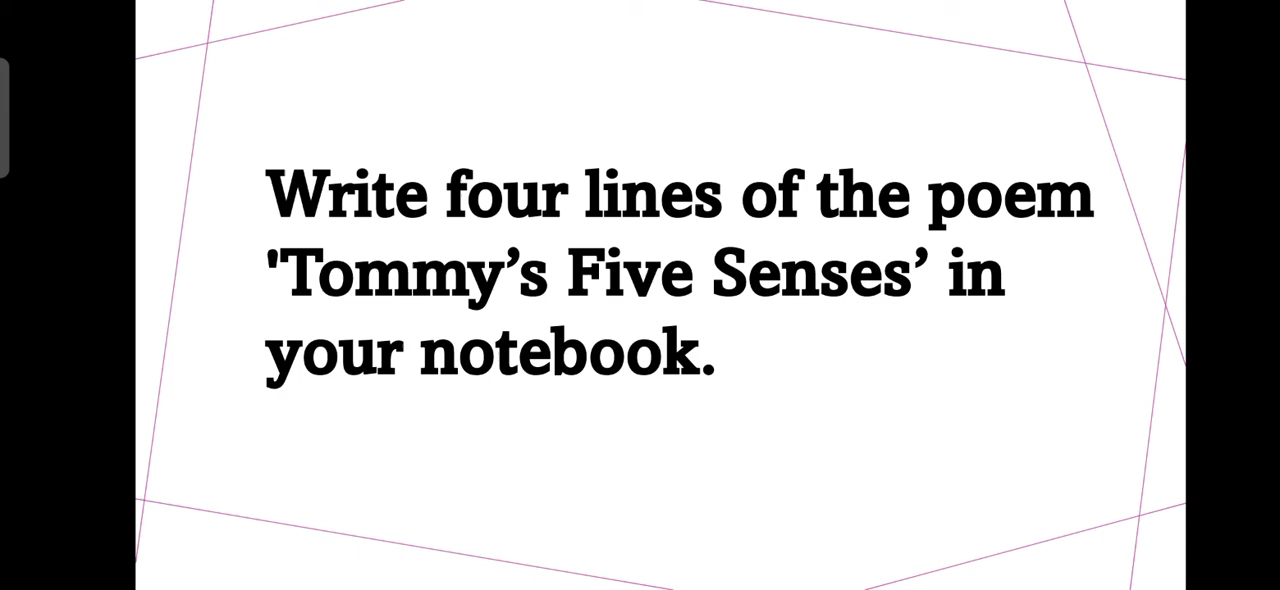 Write four lines of the poem
'Tommy’s Five Senses’ in
your notebook.